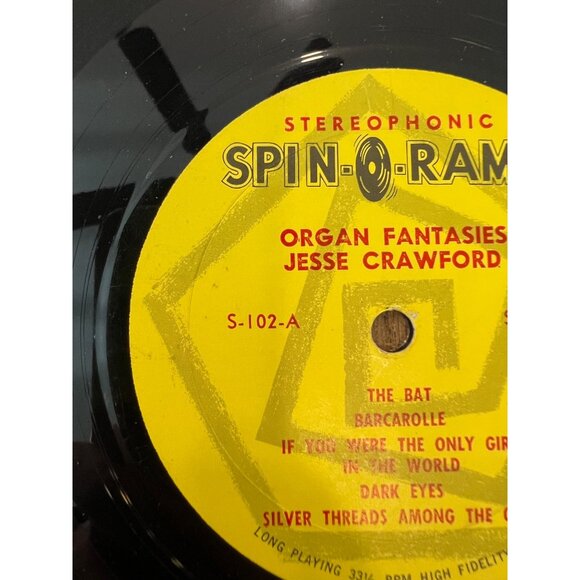 STEREOPHONIC
SPIN-O-RAM
ORGAN FANTASIES
JESSE CRAWFORD
S-102-A
THE BAT
BARCAROLLE
IF YOU WERE THE ONLY GIR
IN THE WORLD
DARK EYES
SILVER THREADS AMONG THE
LONG PLAYING 33⅓ RPM HIGH FIDELITY